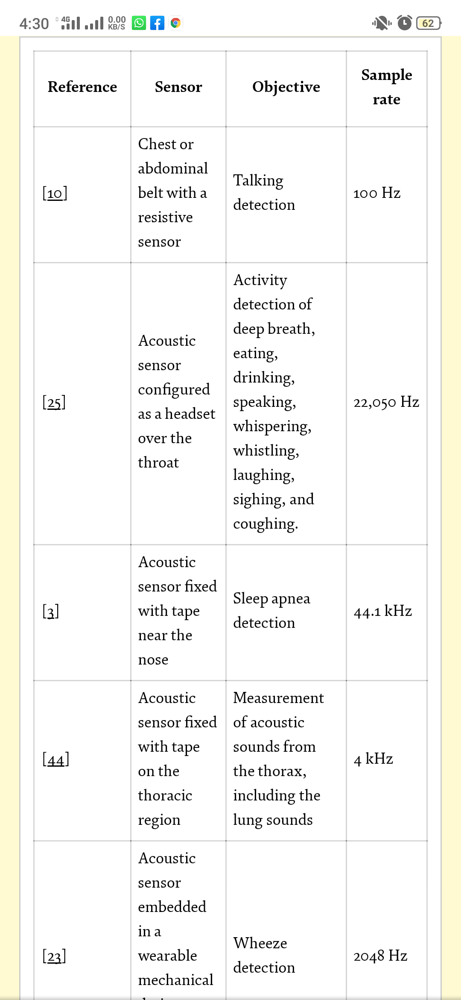 4:30 4G 0.00 KB/S 62
Reference Sensor Objective Sample rate
[10]
Chest or
abdominal
belt with a
resistive
sensor
Talking
detection
100 Hz
[25]
Acoustic
sensor
configured
as a headset
over the
throat
Activity
detection of
deep breath,
eating,
drinking,
speaking,
whispering,
whistling,
laughing,
sighing, and
coughing.
22,050 Hz
[3]
Acoustic
sensor fixed
with tape
near the
nose
Sleep apnea
detection
44.1 kHz
[44]
Acoustic
sensor fixed
with tape
on the
thoracic
region
Measurement
of acoustic
sounds from
the thorax,
including the
lung sounds
4 kHz
[23]
Acoustic
sensor
embedded
in a
wearable
mechanical
Wheeze
detection
2048 Hz